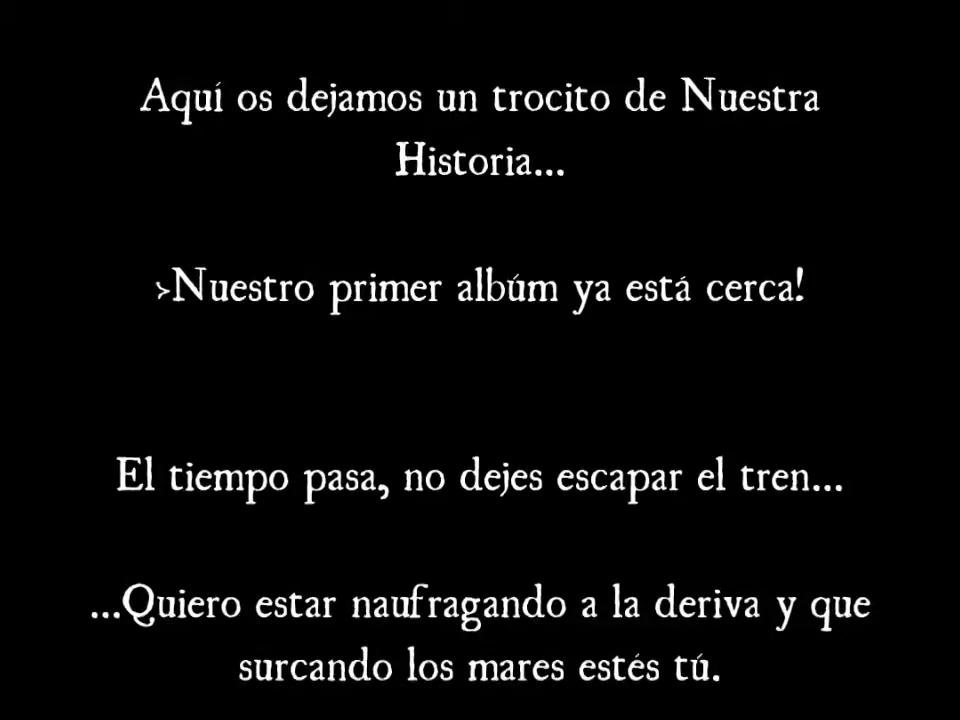 Aquí os dejamos un trocito de Nuestra
Historia...
>Nuestro primer albúm ya está cerca!
El tiempo pasa, no dejes escapar el tren...
...Quiero estar naufragando a la deriva y que
surcando los mares estés tú.